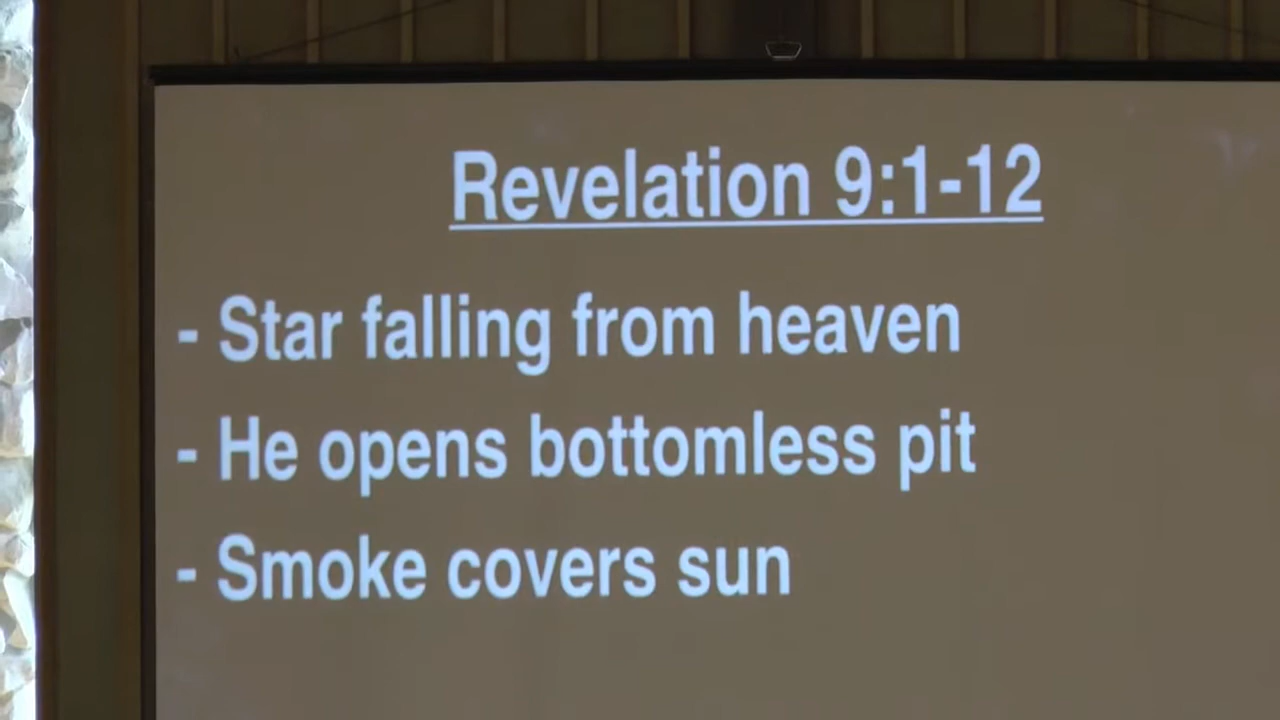 Revelation 9:1-12
- Star falling from heaven
- He opens bottomless pit
- Smoke covers sun